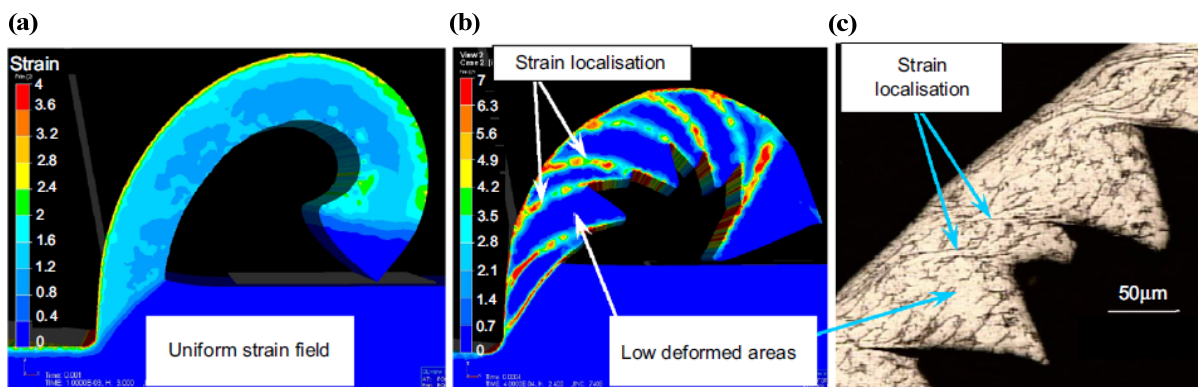 (a)
Strain
4
3.6
3.2
2.8
2.4
2
1.6
1.2
0.8
0.4
0
Uniform strain field
(b)
Strain localisation
7
6.3
5.6
4.9
4.2
3.5
2.8
2.1
1.4
0.7
0
Low deformed areas
(c)
Strain
localisation
50µm